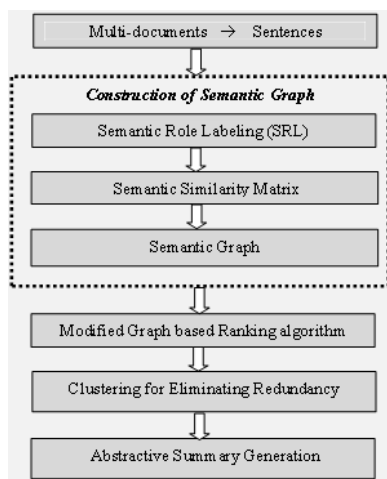 Multi-documents → Sentences
Construction of Semantic Graph
Semantic Role Labeling (SRL)
Semantic Similarity Matrix
Semantic Graph
Modified Graph based Ranking algorithm
Clustering for Eliminating Redundancy
Abstractive Summary Generation